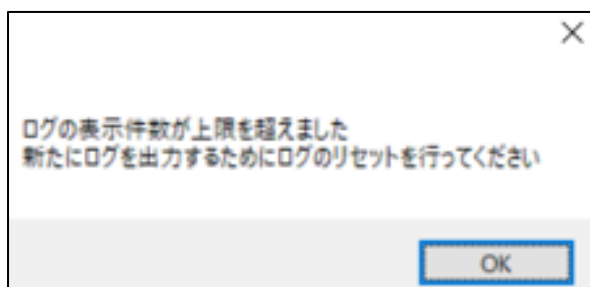 ログの表示件数が上限を超えました
新たにログを出力するためにログのリセットを行ってください
OK